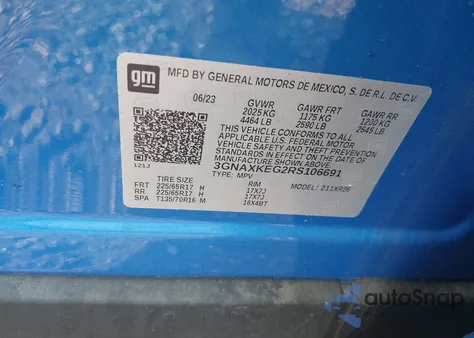 gm
MFD BY GENERAL MOTORS DE MEXICO, S. DE R.L. DE C.V.
06/23 GVWR GAWR FRT GAWR RR
2025 KG 1175 KG 1200 KG
4464 LB 2590 LB 2645 LB
THIS VEHICLE CONFORMS TO ALL
APPLICABLE U.S. FEDERAL MOTOR
VEHICLE SAFETY AND THEFT
PREVENTION STANDARDS IN EFFECT
ON THE DATE OF MANUFACTURE
SHOWN ABOVE.
3GNAXKEG2RS106691
121J TYPE: MPV MODEL: 211XR26
TIRE SIZE RIM
FRT 225/65R17 H 17X7J
RR 225/65R17 H 17X7J
SPA T135/70R16 M 16X4BT
autoSnap